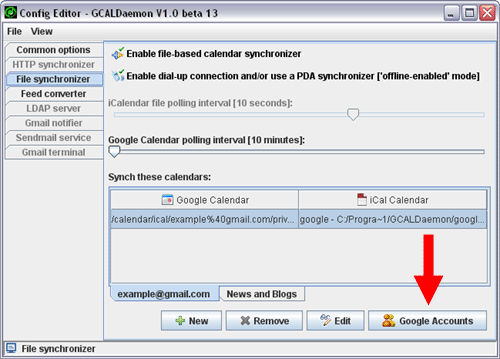 Config Editor - GCALDaemon V1.0 beta 13
File View
Common options
HTTP synchronizer
File synchronizer
Feed converter
LDAP server
Gmail notifier
Sendmail service
Gmail terminal
Enable file-based calendar synchronizer
Enable dial-up connection and/or use a PDA synchronizer ['offline-enabled' mode]
iCalendar file polling interval [10 seconds]:
Google Calendar polling interval [10 minutes]:
Synch these calendars:
Google Calendar iCal Calendar
/calendar/ical/example%40gmail.com/priv... google - C:/Progra~1/GCALDaemon/googl...
example@gmail.com News and Blogs
New Remove Edit Google Accounts
File synchronizer